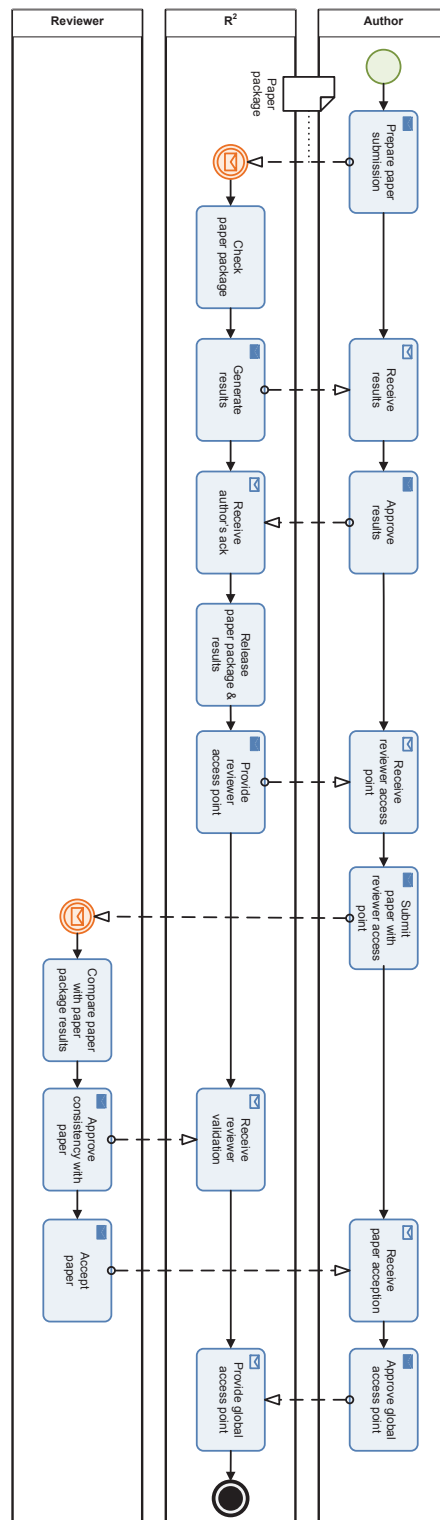 Reviewer
R²
Author
Paper
package
Prepare paper
submission
Check
paper package
Generate
results
Receive
results
Receive
author's ack
Approve
results
Release
paper package &
results
Provide
reviewer
access point
Receive
reviewer access
point
Submit
paper with
reviewer access
point
Compare paper
with paper
package results
Approve
consistency with
paper
Receive
reviewer
validation
Accept
paper
Receive
paper acception
Approve global
access point
Provide global
access point